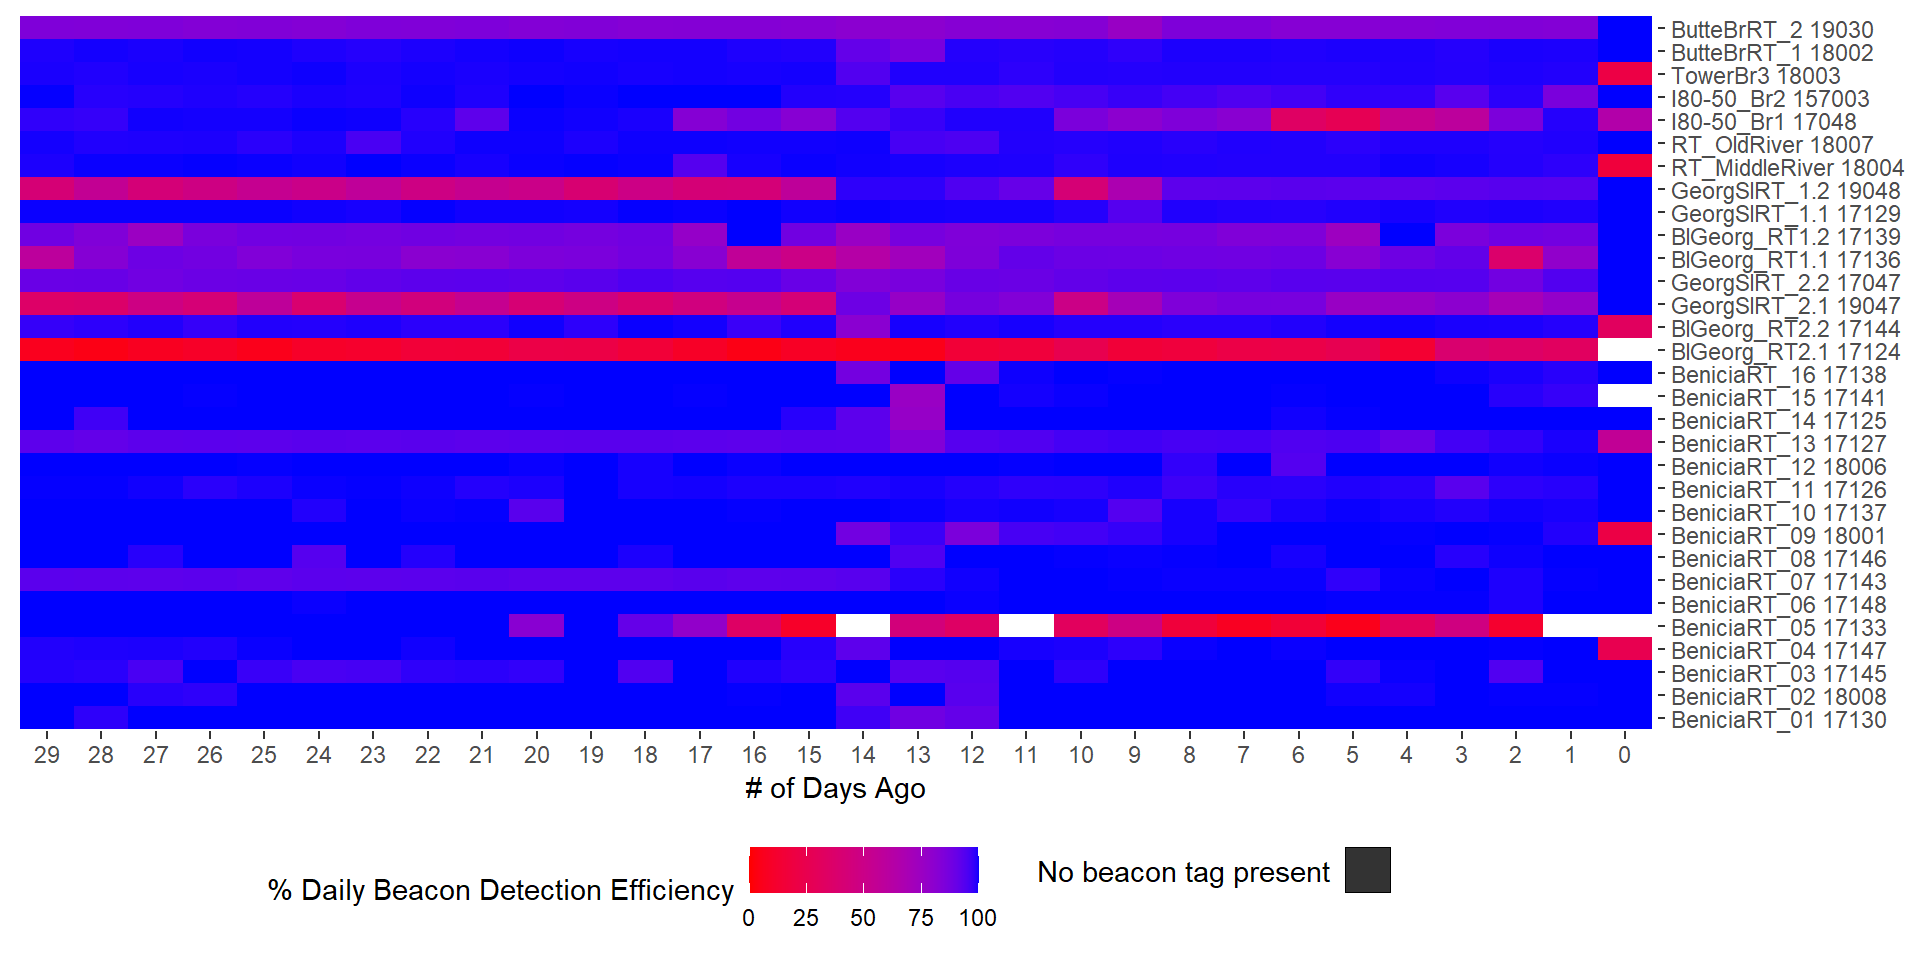 ButteBrRT_2 19030
ButteBrRT_1 18002
TowerBr3 18003
I80-50_Br2 157003
I80-50_Br1 17048
RT_OldRiver 18007
RT_MiddleRiver 18004
GeorgSlRT_1.2 19048
GeorgSlRT_1.1 17129
BlGeorg_RT1.2 17139
BlGeorg_RT1.1 17136
GeorgSlRT_2.2 17047
GeorgSlRT_2.1 19047
BlGeorg_RT2.2 17144
BlGeorg_RT2.1 17124
BeniciaRT_16 17138
BeniciaRT_15 17141
BeniciaRT_14 17125
BeniciaRT_13 17127
BeniciaRT_12 18006
BeniciaRT_11 17126
BeniciaRT_10 17137
BeniciaRT_09 18001
BeniciaRT_08 17146
BeniciaRT_07 17143
BeniciaRT_06 17148
BeniciaRT_05 17133
BeniciaRT_04 17147
BeniciaRT_03 17145
BeniciaRT_02 18008
BeniciaRT_01 17130
29 28 27 26 25 24 23 22 21 20 19 18 17 16 15 14 13 12 11 10 9 8 7 6 5 4 3 2 1 0
# of Days Ago
% Daily Beacon Detection Efficiency
0 25 50 75 100
No beacon tag present